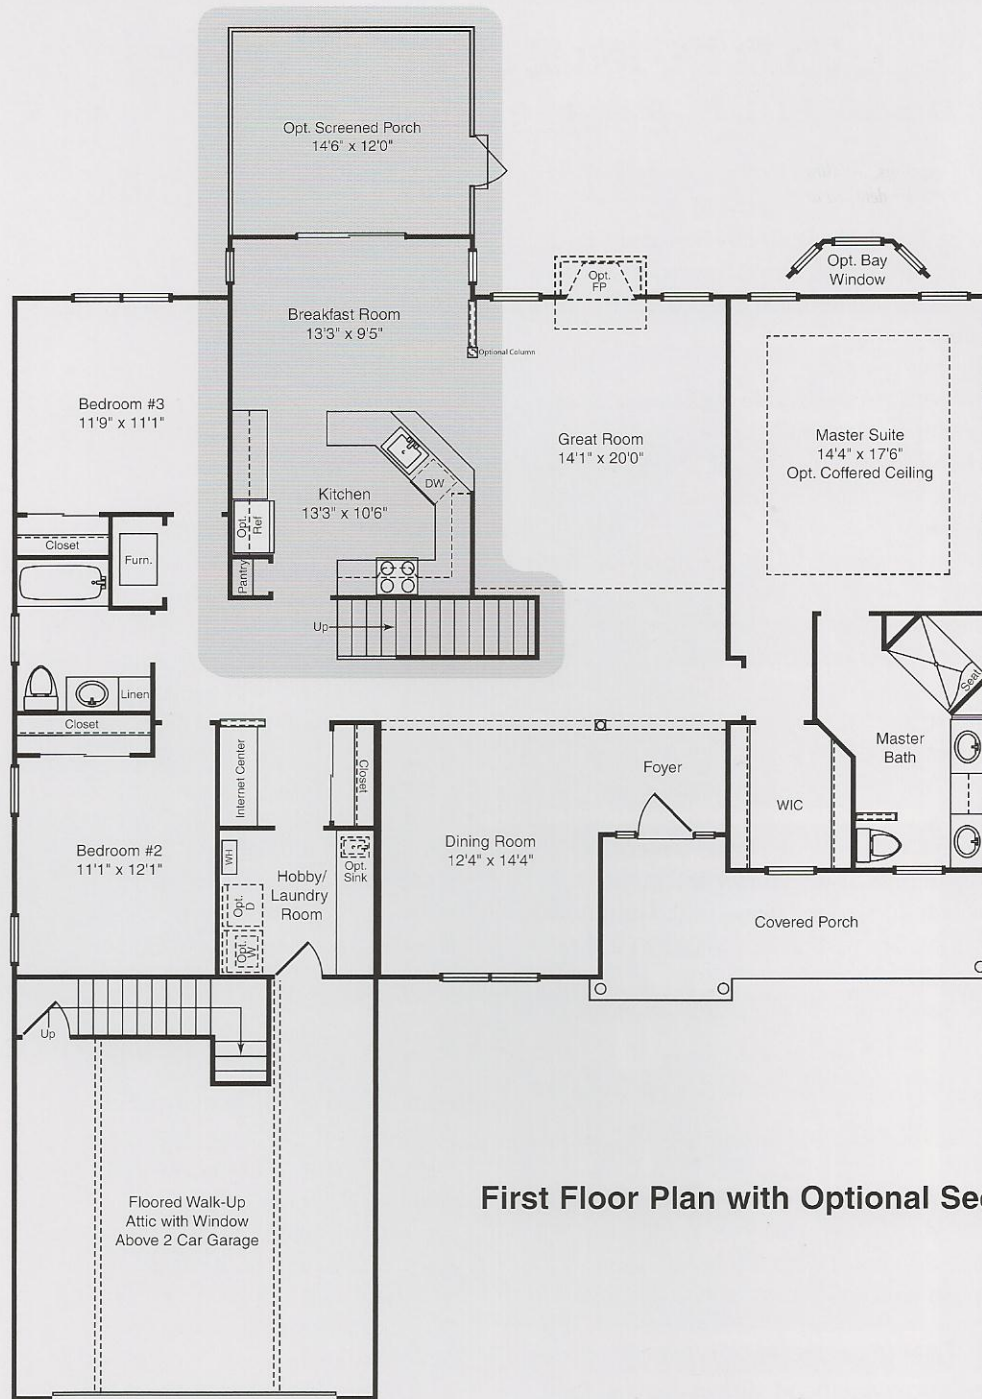 Opt. Screened Porch
14'6" x 12'0"
Opt. Bay
Window
Opt.
FP
Breakfast Room
13'3" x 9'5"
Optional Column
Bedroom #3
11'9" x 11'1"
Great Room
14'1" x 20'0"
Master Suite
14'4" x 17'6"
Opt. Coffered Ceiling
DW
Kitchen
13'3" x 10'6"
Opt.
Ref
Closet
Furn.
Pantry
Up
Seat
Linen
Closet
Internet Center
Closet
Foyer
Master
Bath
WIC
Dining Room
12'4" x 14'4"
Bedroom #2
11'1" x 12'1"
WH
Opt.
Sink
Hobby/
Laundry
Room
Opt.
D
Opt.
W
Covered Porch
Up
First Floor Plan with Optional Sec
Floored Walk-Up
Attic with Window
Above 2 Car Garage